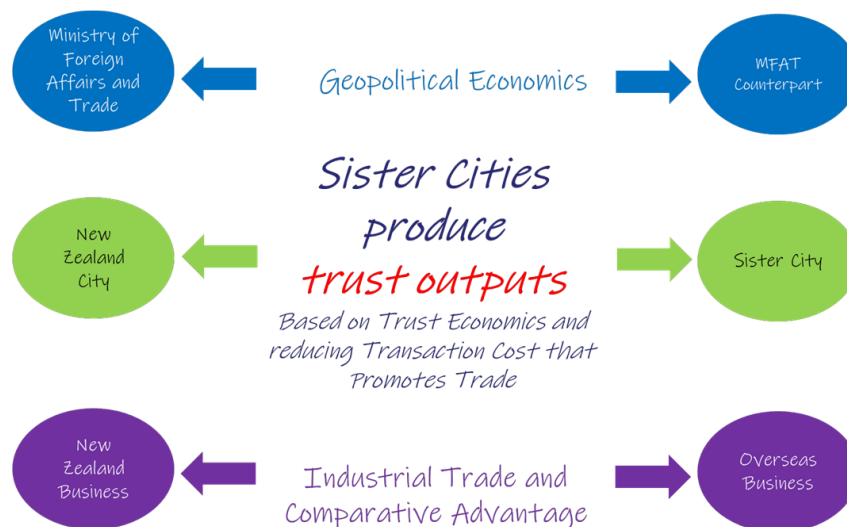 Ministry of
Foreign
Affairs and
Trade
Geopolitical Economics
MFAT
Counterpart
Sister Cities
produce
trust outputs
Based on Trust Economics and
reducing Transaction Cost that
Promotes Trade
New
Zealand
City
Sister City
New
Zealand
Business
Industrial Trade and
Comparative Advantage
Overseas
Business